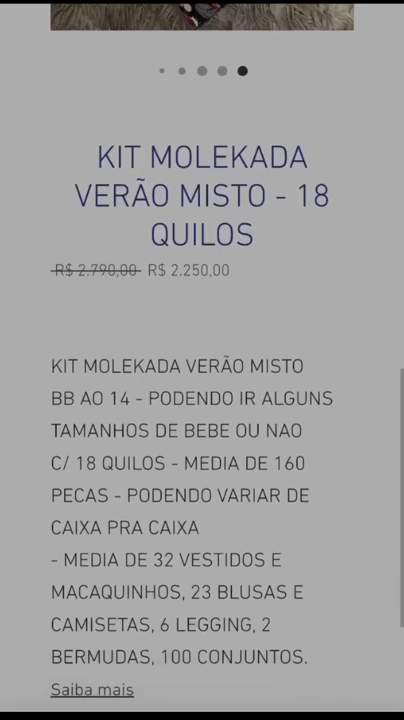 KIT MOLEKADA
VERÃO MISTO - 18
QUILOS
R$ 2.790,00 R$ 2.250,00
KIT MOLEKADA VERÃO MISTO
BB AO 14 - PODENDO IR ALGUNS
TAMANHOS DE BEBE OU NAO
C/ 18 QUILOS - MEDIA DE 160
PECAS - PODENDO VARIAR DE
CAIXA PRA CAIXA
- MEDIA DE 32 VESTIDOS E
MACAQUINHOS, 23 BLUSAS E
CAMISETAS, 6 LEGGING, 2
BERMUDAS, 100 CONJUNTOS.
Saiba mais